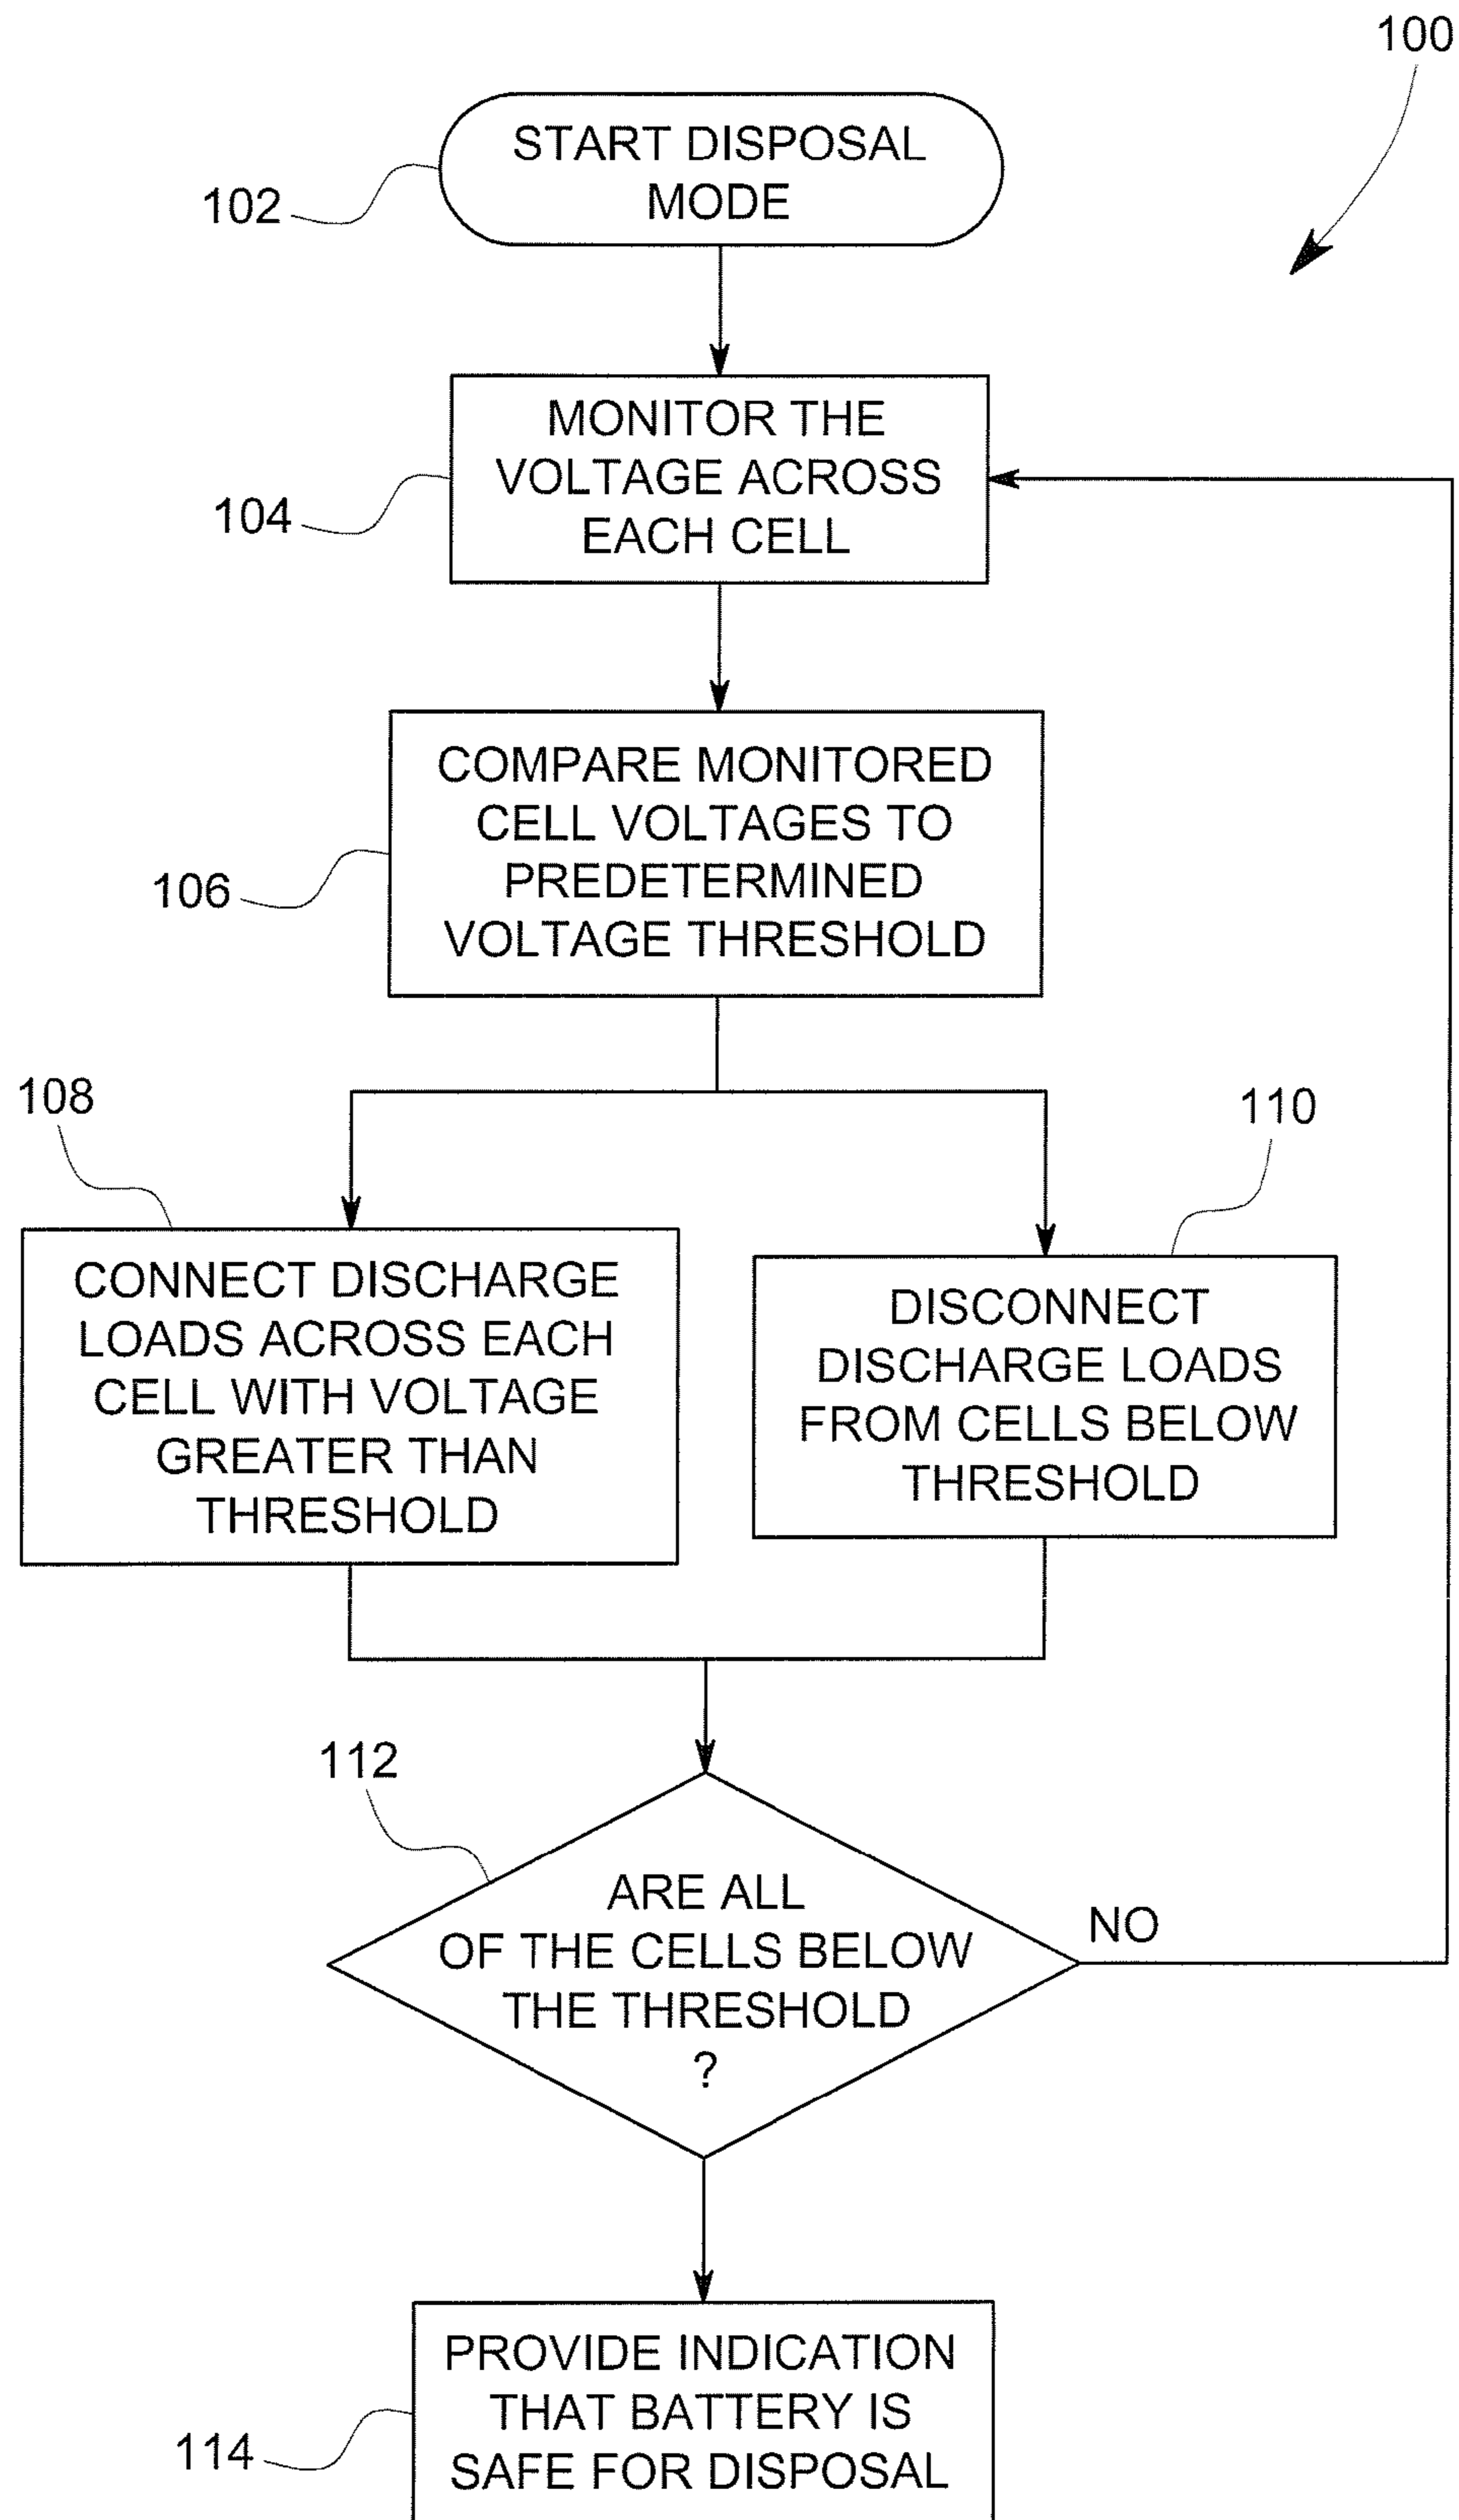 100
START DISPOSAL
MODE
102
MONITOR THE
VOLTAGE ACROSS
EACH CELL
104
COMPARE MONITORED
CELL VOLTAGES TO
PREDETERMINED
VOLTAGE THRESHOLD
106
108
110
CONNECT DISCHARGE
LOADS ACROSS EACH
CELL WITH VOLTAGE
GREATER THAN
THRESHOLD
DISCONNECT
DISCHARGE LOADS
FROM CELLS BELOW
THRESHOLD
112
ARE ALL
OF THE CELLS BELOW
THE THRESHOLD
?
NO
PROVIDE INDICATION
THAT BATTERY IS
SAFE FOR DISPOSAL
114